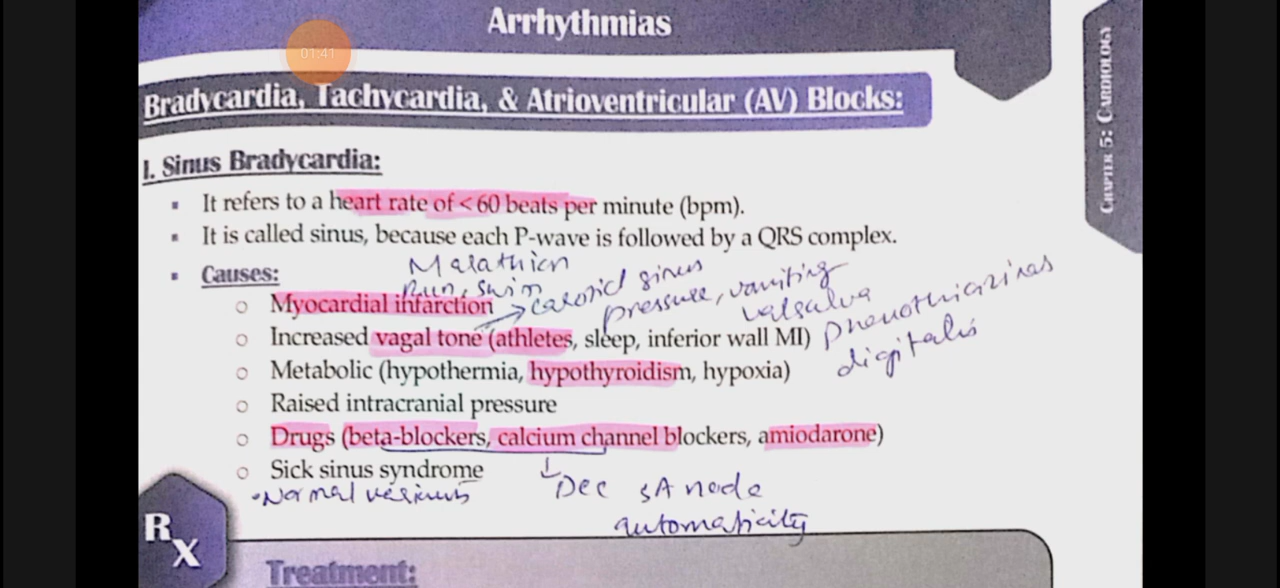 Arrhythmias
01:41
CHAPTER 5: CARDIOLOGY
Bradycardia, Tachycardia, & Atrioventricular (AV) Blocks:
I. Sinus Bradycardia:
▪ It refers to a heart rate of < 60 beats per minute (bpm).
▪ It is called sinus, because each P-wave is followed by a QRS complex.
▪ Causes:
Run, swim
→ carotid sinus
pressure, vomiting
valsalva
digitalis
○ Myocardial infarction
○ Increased vagal tone (athletes, sleep, inferior wall MI)
○ Metabolic (hypothermia, hypothyroidism, hypoxia)
○ Raised intracranial pressure
○ Drugs (beta-blockers, calcium channel blockers, amiodarone)
○ Sick sinus syndrome
• Normal
↓ Dec SA node
automaticity
Rx
Treatment: